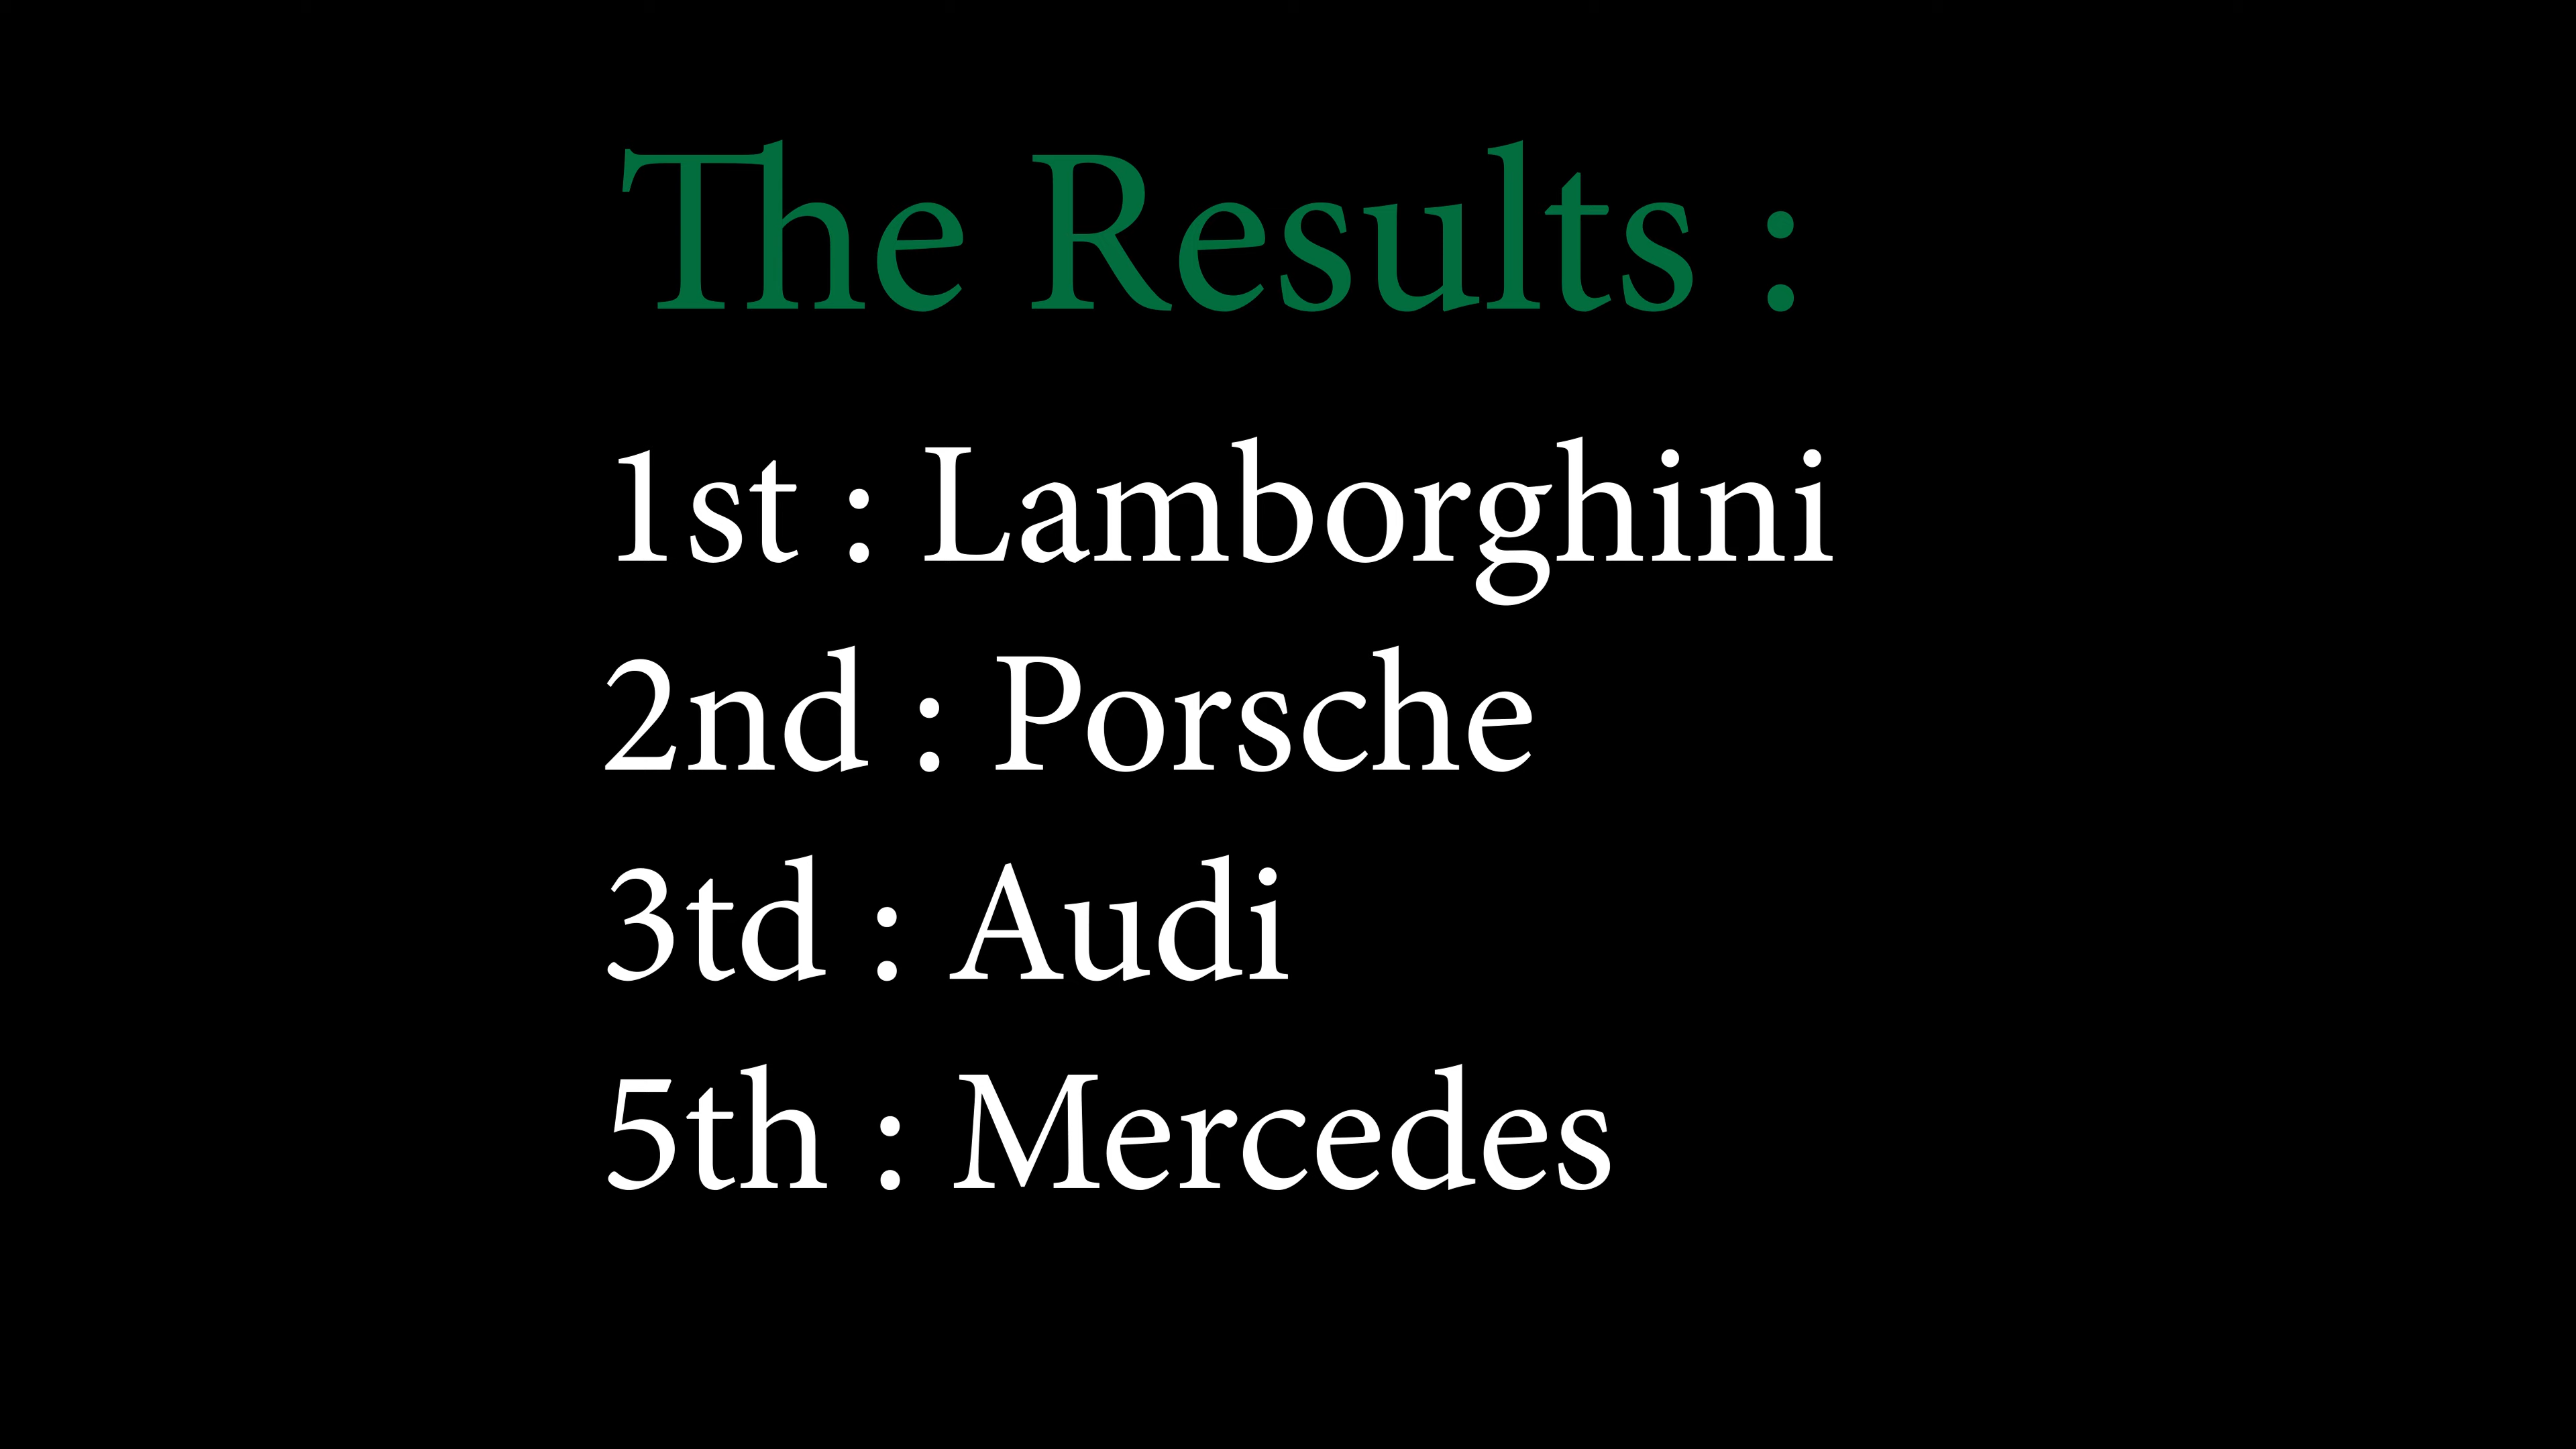 The Results :
1st : Lamborghini
2nd : Porsche
3td : Audi
5th : Mercedes